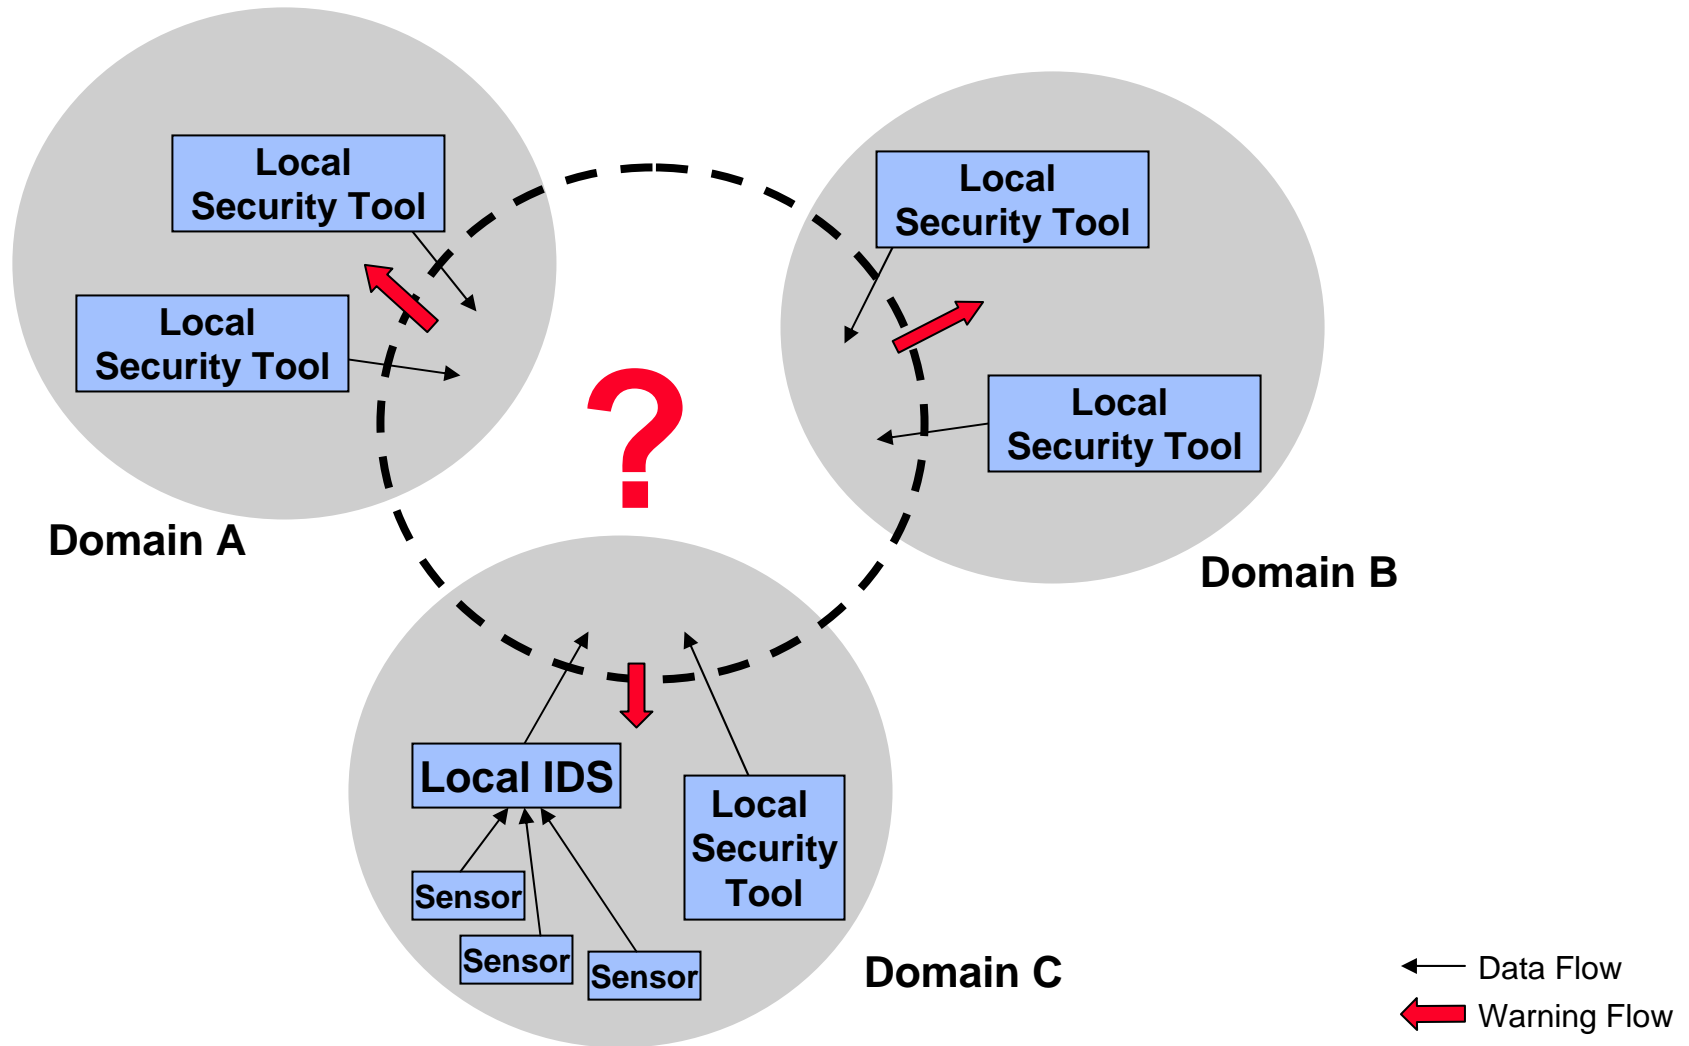 Local
Security Tool
Local
Security Tool
Domain A
Local
Security Tool
Local
Security Tool
Domain B
?
Local IDS
Local
Security
Tool
Sensor
Sensor
Sensor
Domain C
Data Flow
Warning Flow